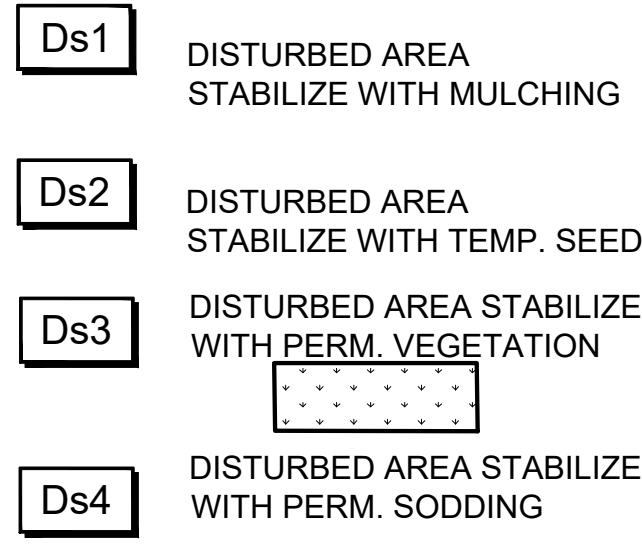 Ds1
DISTURBED AREA
STABILIZE WITH MULCHING
Ds2
DISTURBED AREA
STABILIZE WITH TEMP. SEED
Ds3
DISTURBED AREA STABILIZE
WITH PERM. VEGETATION
Ds4
DISTURBED AREA STABILIZE
WITH PERM. SODDING